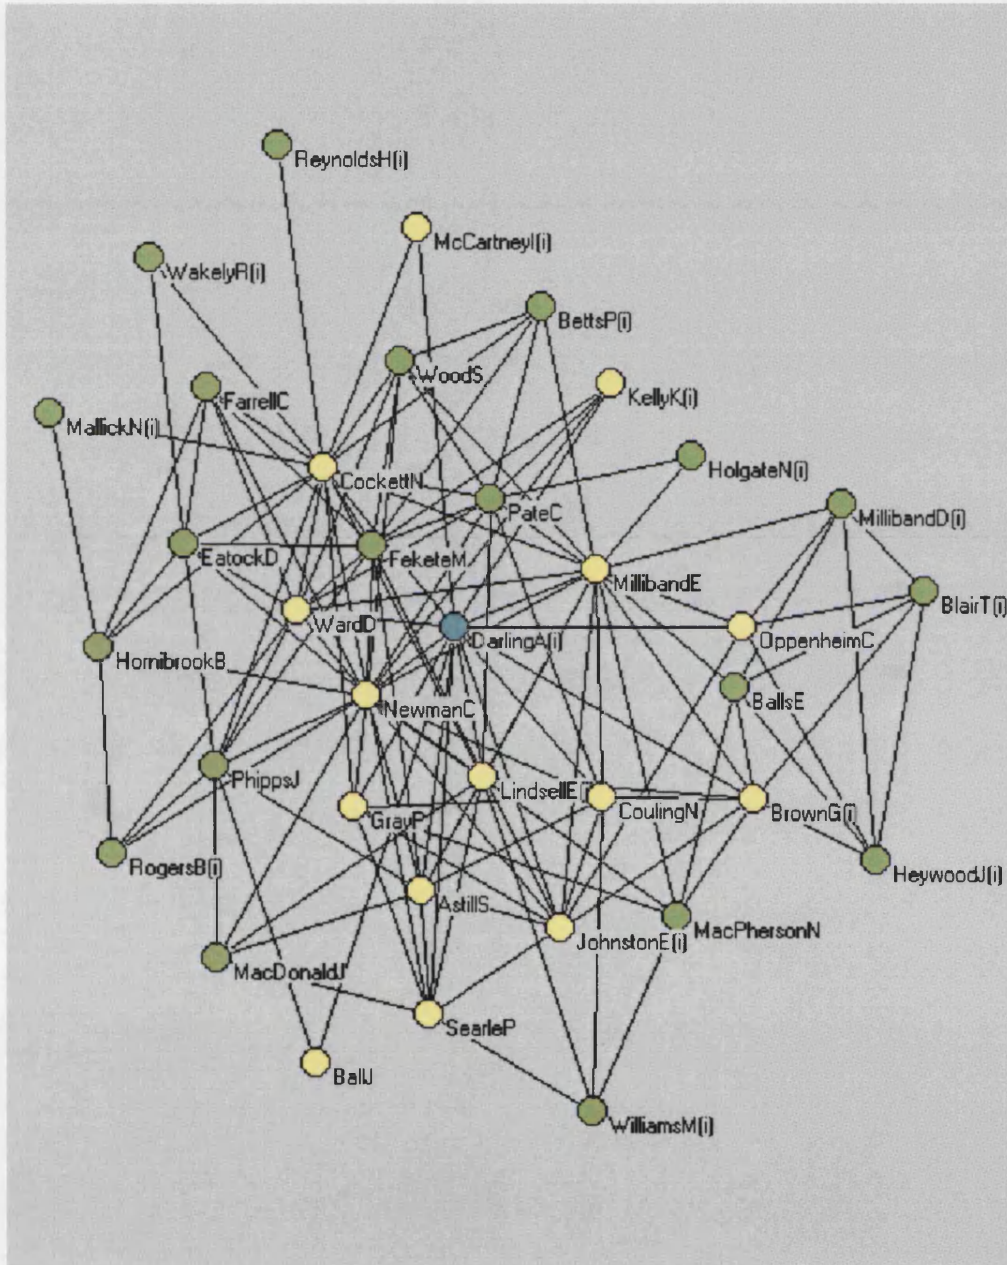 ReynoldsH(i)
McCartneyI(i)
WakelyR(i)
BettsP(i)
WoodS
KellyK(i)
FarrellC
MallickN(i)
CockettN
HolgateN(i)
PateC
MillibandD(i)
EatockD
FeketeM
MillibandE
BlairT(i)
WardD
DarlingA(i)
OppenheimC
HornibrookB
BallsE
NewmanC
PhippsJ
LindsellE(i)
CoulingN
BrownG(i)
GrayP
RogersB(i)
HeywoodJ(i)
AstillS
MacPhersonN
JohnstonE(i)
MacDonaldJ
SearleP
BallJ
WilliamsM(i)